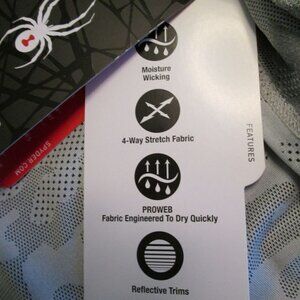 Moisture
Wicking
4-Way Stretch Fabric
PROWEB
Fabric Engineered To Dry Quickly
Reflective Trims
FEATURES
SPYDER.COM